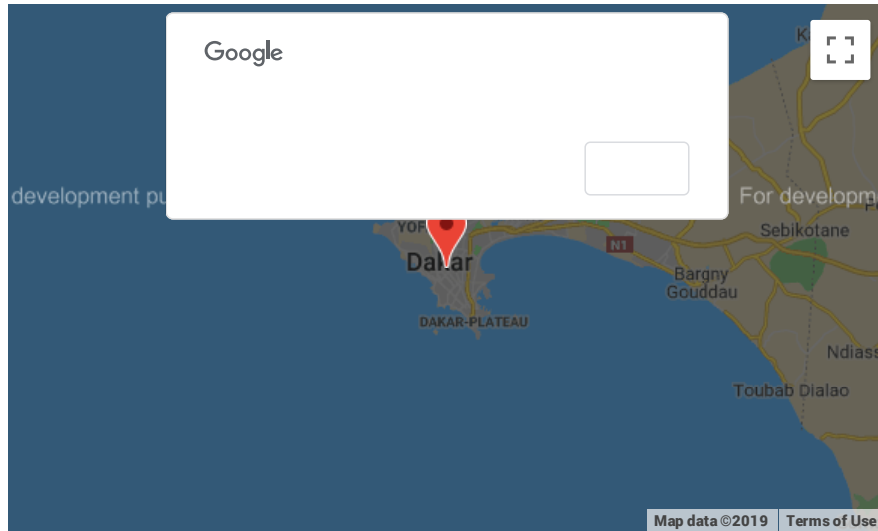 Google
development pu
For developm
YOF
N1
Sebikotane
Dakar
Bargny
Gouddau
DAKAR-PLATEAU
Ndiass
Toubab Dialao
Map data ©2019
Terms of Use